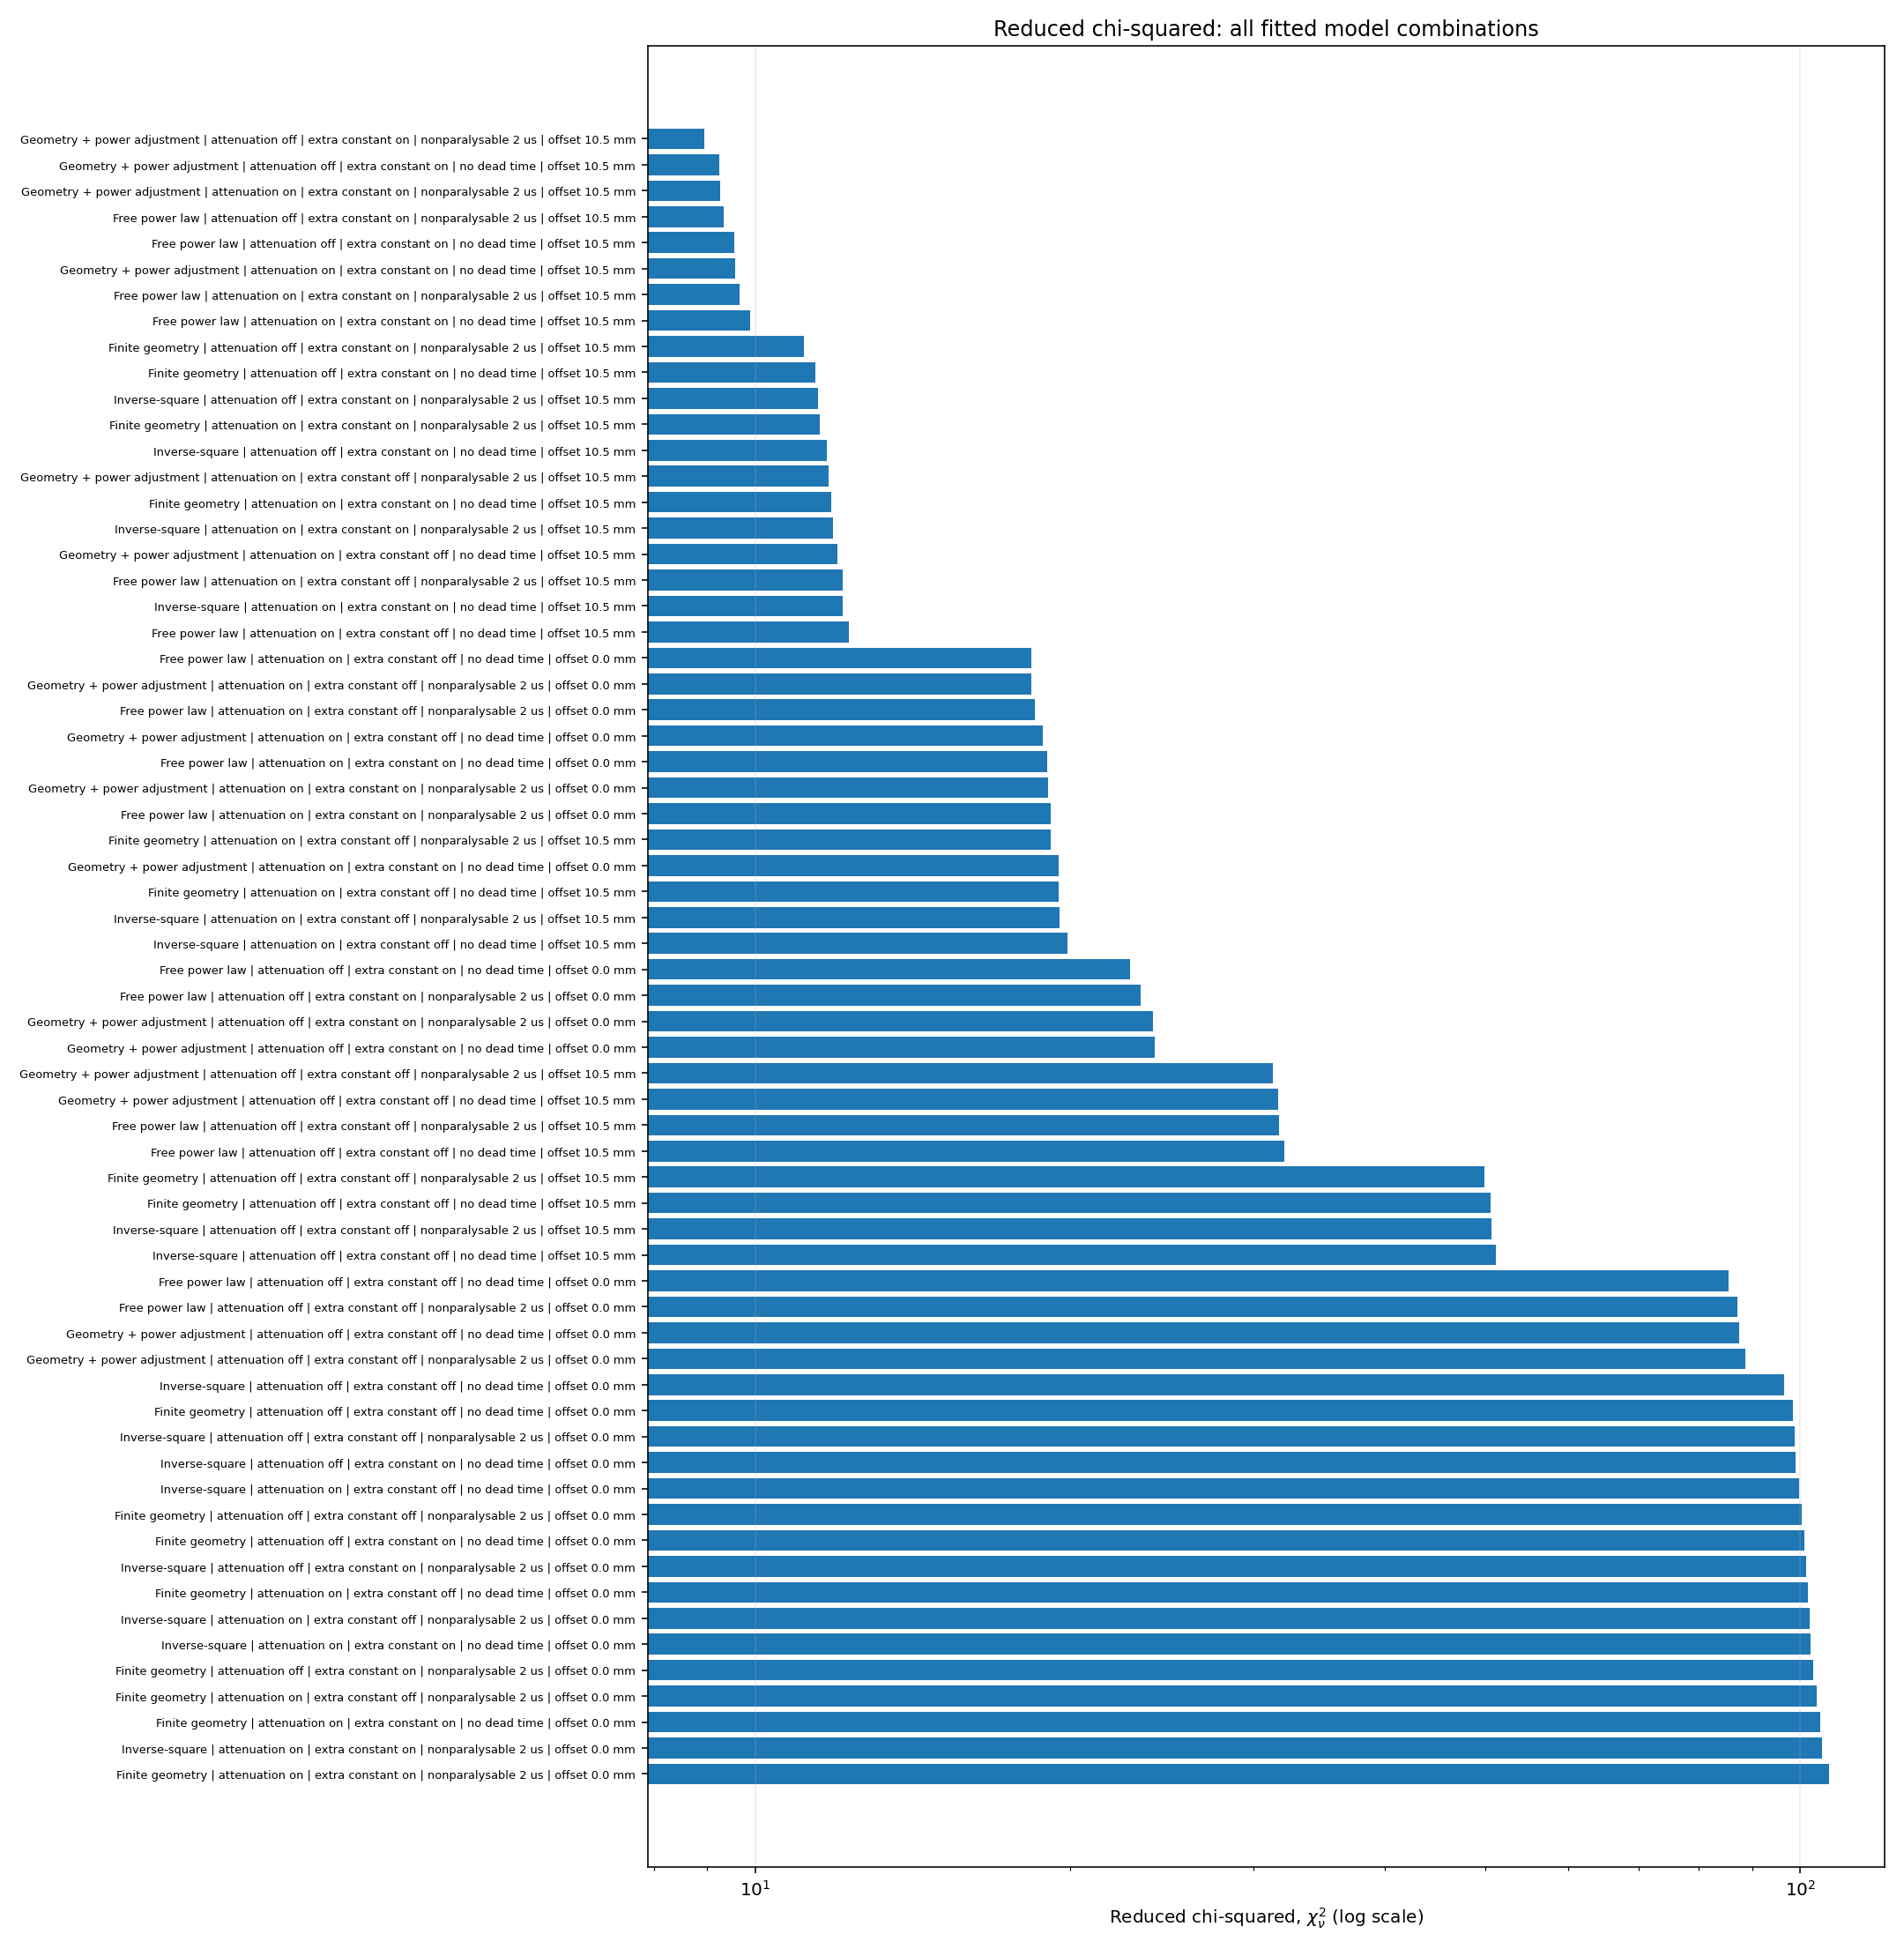 Reduced chi-squared: all fitted model combinations
Geometry + power adjustment | attenuation off | extra constant on | nonparalysable 2 us | offset 10.5 mm
Geometry + power adjustment | attenuation off | extra constant on | no dead time | offset 10.5 mm
Geometry + power adjustment | attenuation on | extra constant on | nonparalysable 2 us | offset 10.5 mm
Free power law | attenuation off | extra constant on | nonparalysable 2 us | offset 10.5 mm
Free power law | attenuation off | extra constant on | no dead time | offset 10.5 mm
Geometry + power adjustment | attenuation on | extra constant on | no dead time | offset 10.5 mm
Free power law | attenuation on | extra constant on | nonparalysable 2 us | offset 10.5 mm
Free power law | attenuation on | extra constant on | no dead time | offset 10.5 mm
Finite geometry | attenuation off | extra constant on | nonparalysable 2 us | offset 10.5 mm
Finite geometry | attenuation off | extra constant on | no dead time | offset 10.5 mm
Inverse-square | attenuation off | extra constant on | nonparalysable 2 us | offset 10.5 mm
Finite geometry | attenuation on | extra constant on | nonparalysable 2 us | offset 10.5 mm
Inverse-square | attenuation off | extra constant on | no dead time | offset 10.5 mm
Geometry + power adjustment | attenuation on | extra constant off | nonparalysable 2 us | offset 10.5 mm
Finite geometry | attenuation on | extra constant on | no dead time | offset 10.5 mm
Inverse-square | attenuation on | extra constant on | nonparalysable 2 us | offset 10.5 mm
Geometry + power adjustment | attenuation on | extra constant off | no dead time | offset 10.5 mm
Free power law | attenuation on | extra constant off | nonparalysable 2 us | offset 10.5 mm
Inverse-square | attenuation on | extra constant on | no dead time | offset 10.5 mm
Free power law | attenuation on | extra constant off | no dead time | offset 10.5 mm
Free power law | attenuation on | extra constant off | no dead time | offset 0.0 mm
Geometry + power adjustment | attenuation on | extra constant off | nonparalysable 2 us | offset 0.0 mm
Free power law | attenuation on | extra constant off | nonparalysable 2 us | offset 0.0 mm
Geometry + power adjustment | attenuation on | extra constant off | no dead time | offset 0.0 mm
Free power law | attenuation on | extra constant on | no dead time | offset 0.0 mm
Geometry + power adjustment | attenuation on | extra constant on | nonparalysable 2 us | offset 0.0 mm
Free power law | attenuation on | extra constant on | nonparalysable 2 us | offset 0.0 mm
Finite geometry | attenuation on | extra constant off | nonparalysable 2 us | offset 10.5 mm
Geometry + power adjustment | attenuation on | extra constant on | no dead time | offset 0.0 mm
Finite geometry | attenuation on | extra constant off | no dead time | offset 10.5 mm
Inverse-square | attenuation on | extra constant off | nonparalysable 2 us | offset 10.5 mm
Inverse-square | attenuation on | extra constant off | no dead time | offset 10.5 mm
Free power law | attenuation off | extra constant on | no dead time | offset 0.0 mm
Free power law | attenuation off | extra constant on | nonparalysable 2 us | offset 0.0 mm
Geometry + power adjustment | attenuation off | extra constant on | nonparalysable 2 us | offset 0.0 mm
Geometry + power adjustment | attenuation off | extra constant on | no dead time | offset 0.0 mm
Geometry + power adjustment | attenuation off | extra constant off | nonparalysable 2 us | offset 10.5 mm
Geometry + power adjustment | attenuation off | extra constant off | no dead time | offset 10.5 mm
Free power law | attenuation off | extra constant off | nonparalysable 2 us | offset 10.5 mm
Free power law | attenuation off | extra constant off | no dead time | offset 10.5 mm
Finite geometry | attenuation off | extra constant off | nonparalysable 2 us | offset 10.5 mm
Finite geometry | attenuation off | extra constant off | no dead time | offset 10.5 mm
Inverse-square | attenuation off | extra constant off | nonparalysable 2 us | offset 10.5 mm
Inverse-square | attenuation off | extra constant off | no dead time | offset 10.5 mm
Free power law | attenuation off | extra constant off | no dead time | offset 0.0 mm
Free power law | attenuation off | extra constant off | nonparalysable 2 us | offset 0.0 mm
Geometry + power adjustment | attenuation off | extra constant off | no dead time | offset 0.0 mm
Geometry + power adjustment | attenuation off | extra constant off | nonparalysable 2 us | offset 0.0 mm
Inverse-square | attenuation off | extra constant off | no dead time | offset 0.0 mm
Finite geometry | attenuation off | extra constant off | no dead time | offset 0.0 mm
Inverse-square | attenuation off | extra constant off | nonparalysable 2 us | offset 0.0 mm
Inverse-square | attenuation off | extra constant on | no dead time | offset 0.0 mm
Inverse-square | attenuation on | extra constant off | no dead time | offset 0.0 mm
Finite geometry | attenuation off | extra constant off | nonparalysable 2 us | offset 0.0 mm
Finite geometry | attenuation off | extra constant on | no dead time | offset 0.0 mm
Inverse-square | attenuation off | extra constant on | nonparalysable 2 us | offset 0.0 mm
Finite geometry | attenuation on | extra constant off | no dead time | offset 0.0 mm
Inverse-square | attenuation on | extra constant off | nonparalysable 2 us | offset 0.0 mm
Inverse-square | attenuation on | extra constant on | no dead time | offset 0.0 mm
Finite geometry | attenuation off | extra constant on | nonparalysable 2 us | offset 0.0 mm
Finite geometry | attenuation on | extra constant off | nonparalysable 2 us | offset 0.0 mm
Finite geometry | attenuation on | extra constant on | no dead time | offset 0.0 mm
Inverse-square | attenuation on | extra constant on | nonparalysable 2 us | offset 0.0 mm
Finite geometry | attenuation on | extra constant on | nonparalysable 2 us | offset 0.0 mm
10¹ 10²
Reduced chi-squared, χ²ᵥ (log scale)